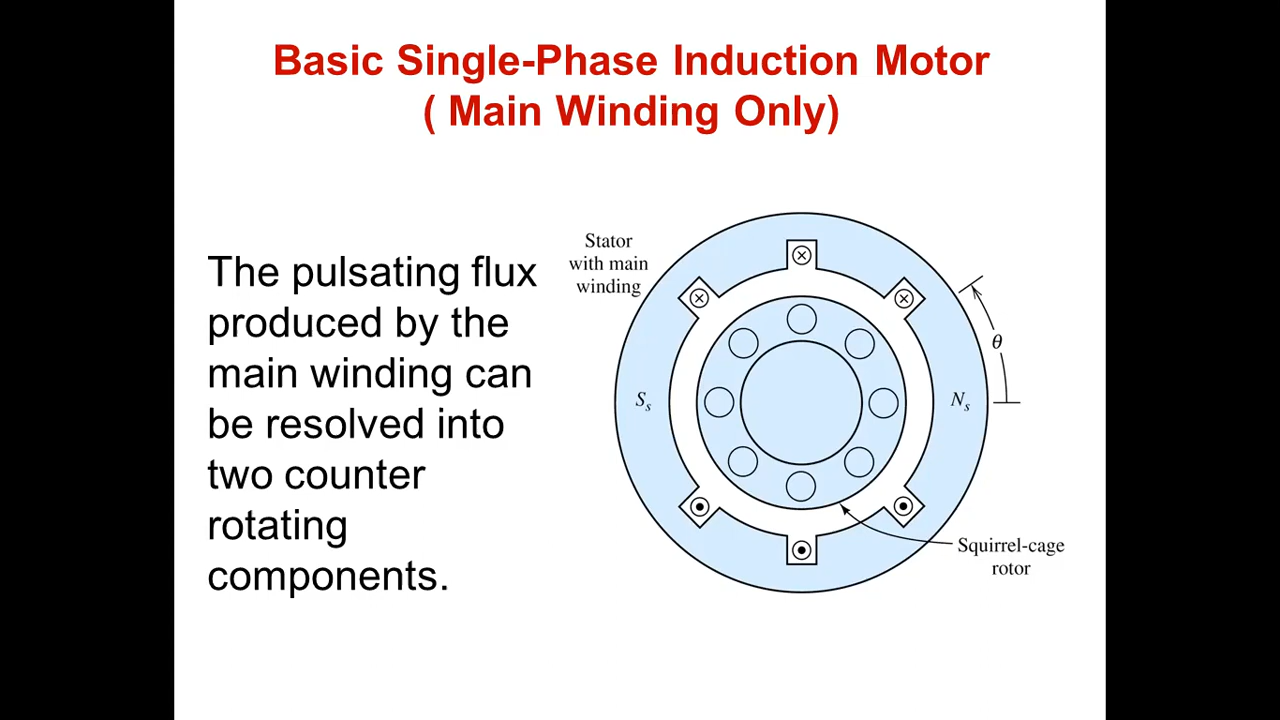 Basic Single-Phase Induction Motor
( Main Winding Only)
The pulsating flux
produced by the
main winding can
be resolved into
two counter
rotating
components.
Stator
with main
winding
θ
Sₛ
Nₛ
Squirrel-cage
rotor